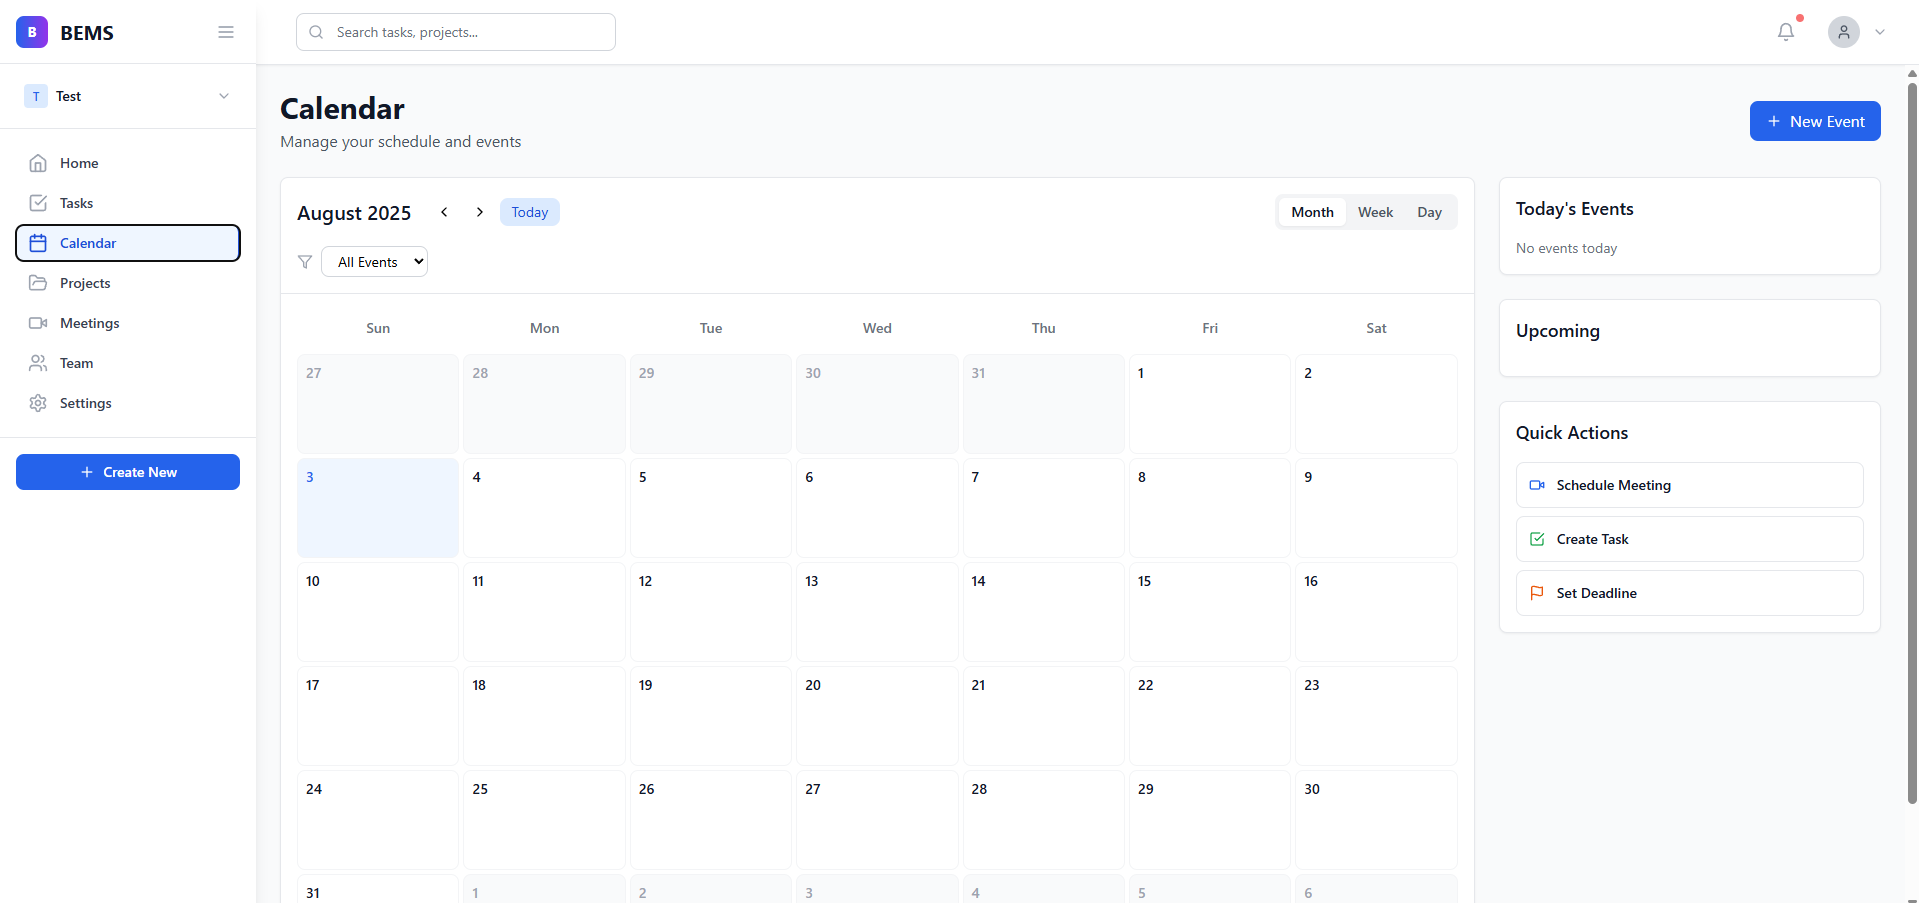 B BEMS
Search tasks, projects...
T Test
Home
Tasks
Calendar
Projects
Meetings
Team
Settings
Create New
Calendar
Manage your schedule and events
New Event
August 2025 Today Month Week Day
All Events
Sun Mon Tue Wed Thu Fri Sat
27 28 29 30 31 1 2
3 4 5 6 7 8 9
10 11 12 13 14 15 16
17 18 19 20 21 22 23
24 25 26 27 28 29 30
31 1 2 3 4 5 6
Today's Events
No events today
Upcoming
Quick Actions
Schedule Meeting
Create Task
Set Deadline